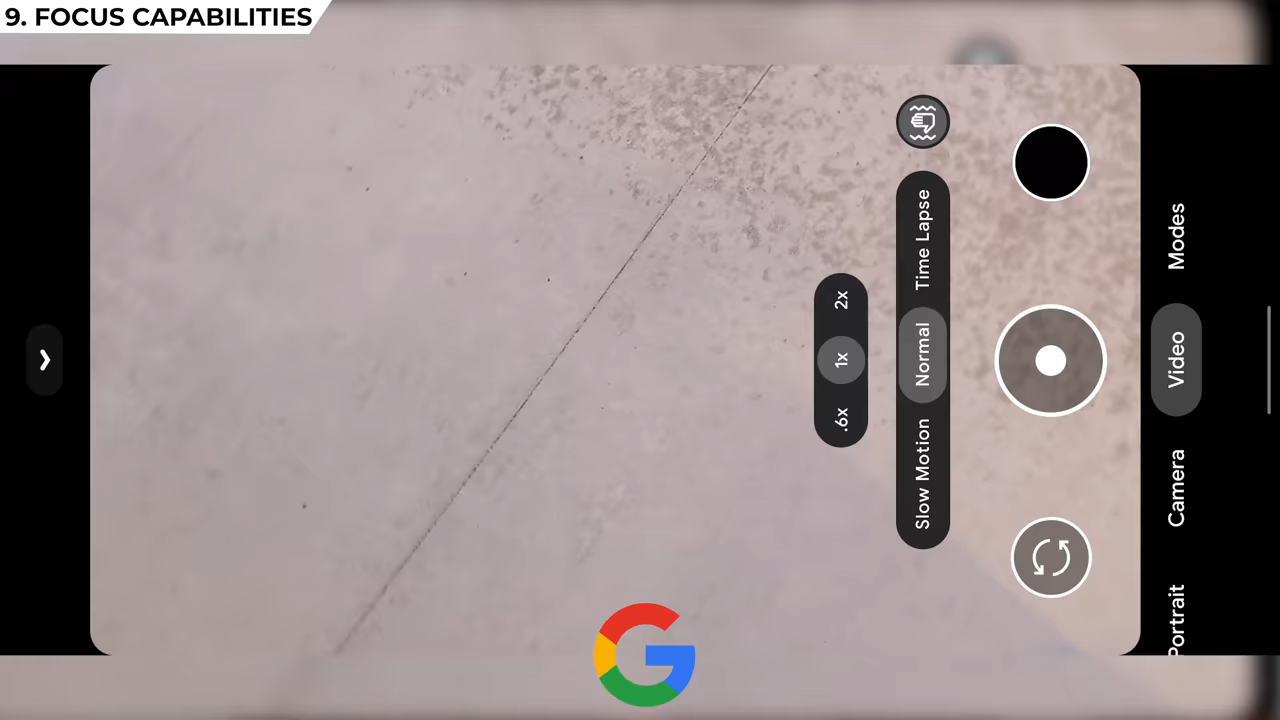 9. FOCUS CAPABILITIES
.6x
1x
2x
Slow Motion
Normal
Time Lapse
Portrait
Camera
Video
Modes